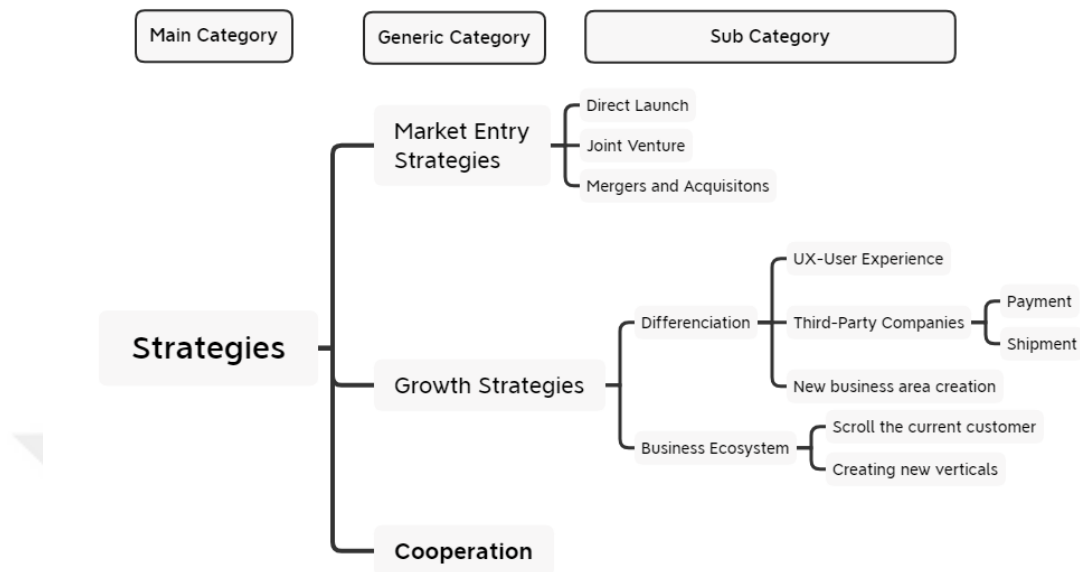 Main Category
Generic Category
Sub Category
Strategies
Market Entry
Strategies
Direct Launch
Joint Venture
Mergers and Acquisitons
Growth Strategies
Differenciation
UX-User Experience
Third-Party Companies
Payment
Shipment
New business area creation
Business Ecosystem
Scroll the current customer
Creating new verticals
Cooperation